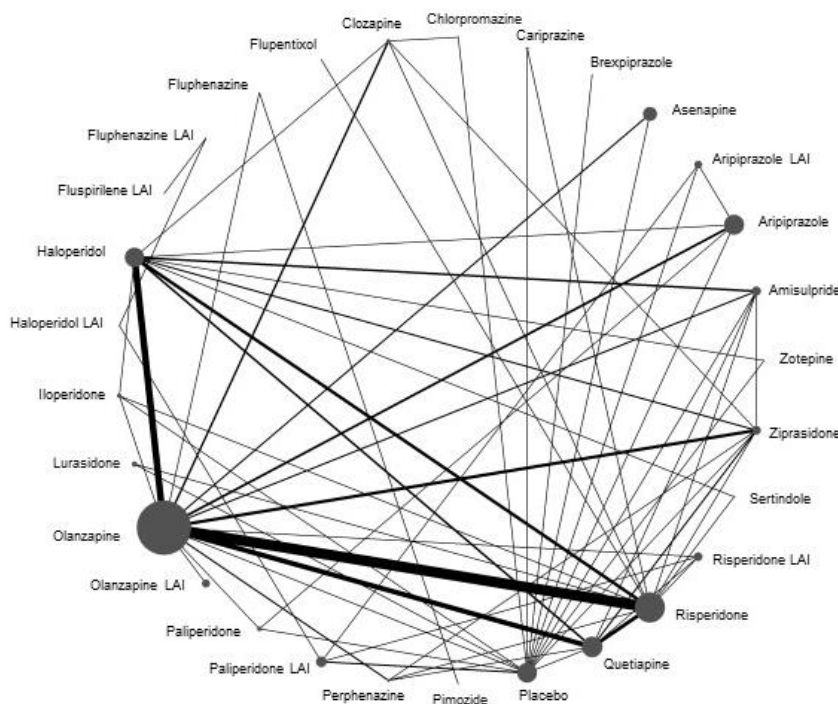 Chlorpromazine
Clozapine
Cariprazine
Flupentixol
Brexpiprazole
Fluphenazine
Asenapine
Fluphenazine LAI
Aripiprazole LAI
Fluspirilene LAI
Aripiprazole
Haloperidol
Amisulpride
Haloperidol LAI
Zotepine
Iloperidone
Ziprasidone
Lurasidone
Sertindole
Olanzapine
Risperidone LAI
Olanzapine LAI
Risperidone
Paliperidone
Quetiapine
Paliperidone LAI
Perphenazine
Pimozide
Placebo